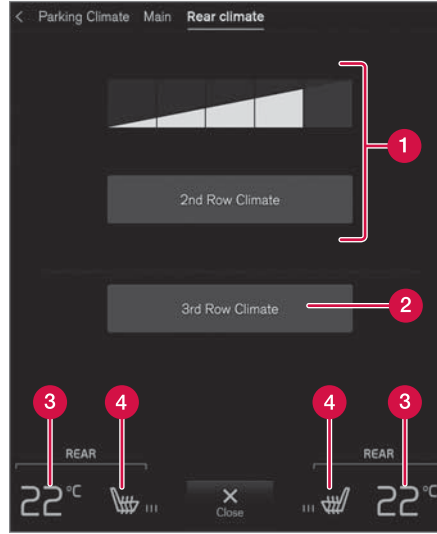 Parking Climate Main Rear climate
1
2nd Row Climate
3rd Row Climate
2
3 4 4 3
REAR REAR
22°C 22°C
Close